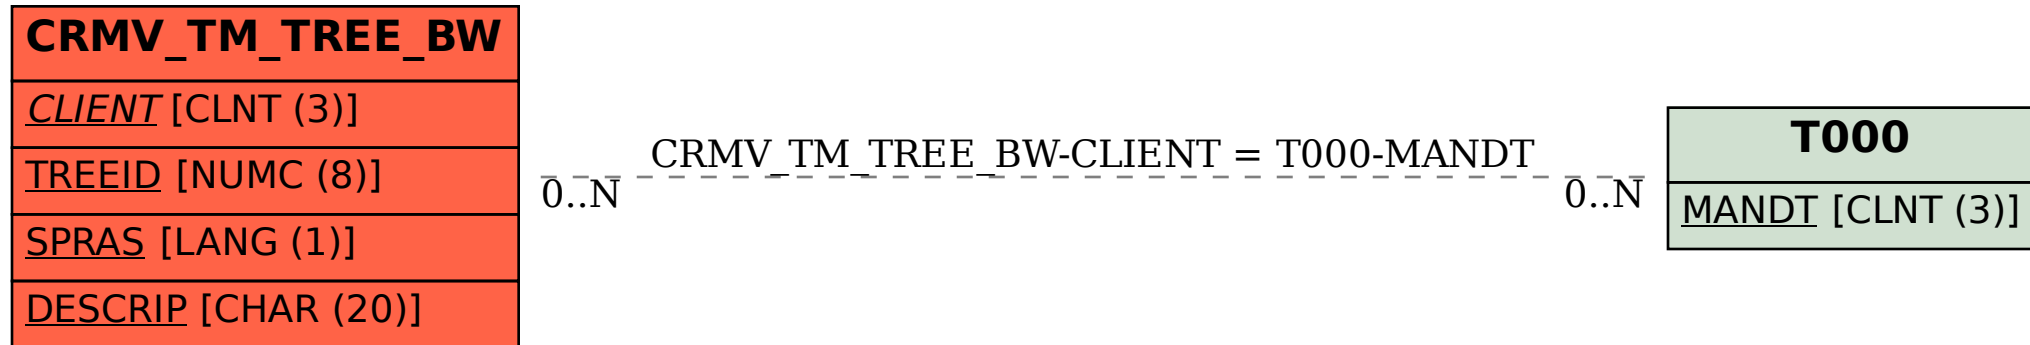 CRMV_TM_TREE_BW
CLIENT [CLNT (3)]
TREEID [NUMC (8)]
SPRAS [LANG (1)]
DESCRIP [CHAR (20)]
CRMV_TM_TREE_BW-CLIENT = T000-MANDT
0..N
0..N
T000
MANDT [CLNT (3)]